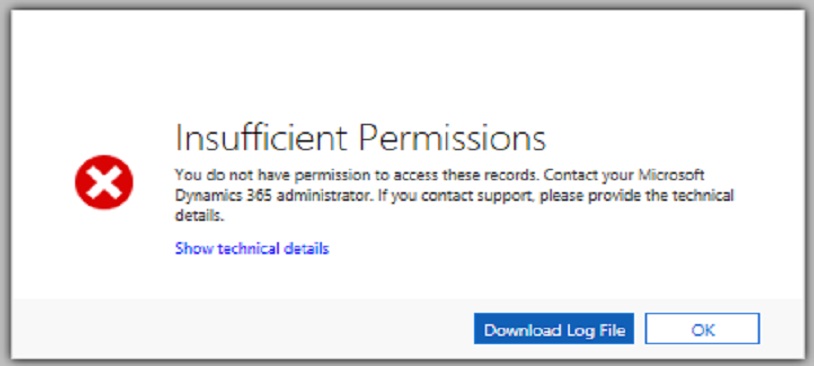 Insufficient Permissions
You do not have permission to access these records. Contact your Microsoft
Dynamics 365 administrator. If you contact support, please provide the technical
details.
Show technical details
Download Log File
OK